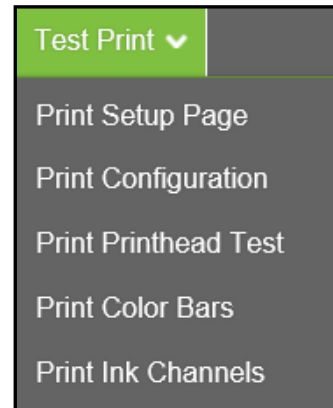 Test Print
Print Setup Page
Print Configuration
Print Printhead Test
Print Color Bars
Print Ink Channels